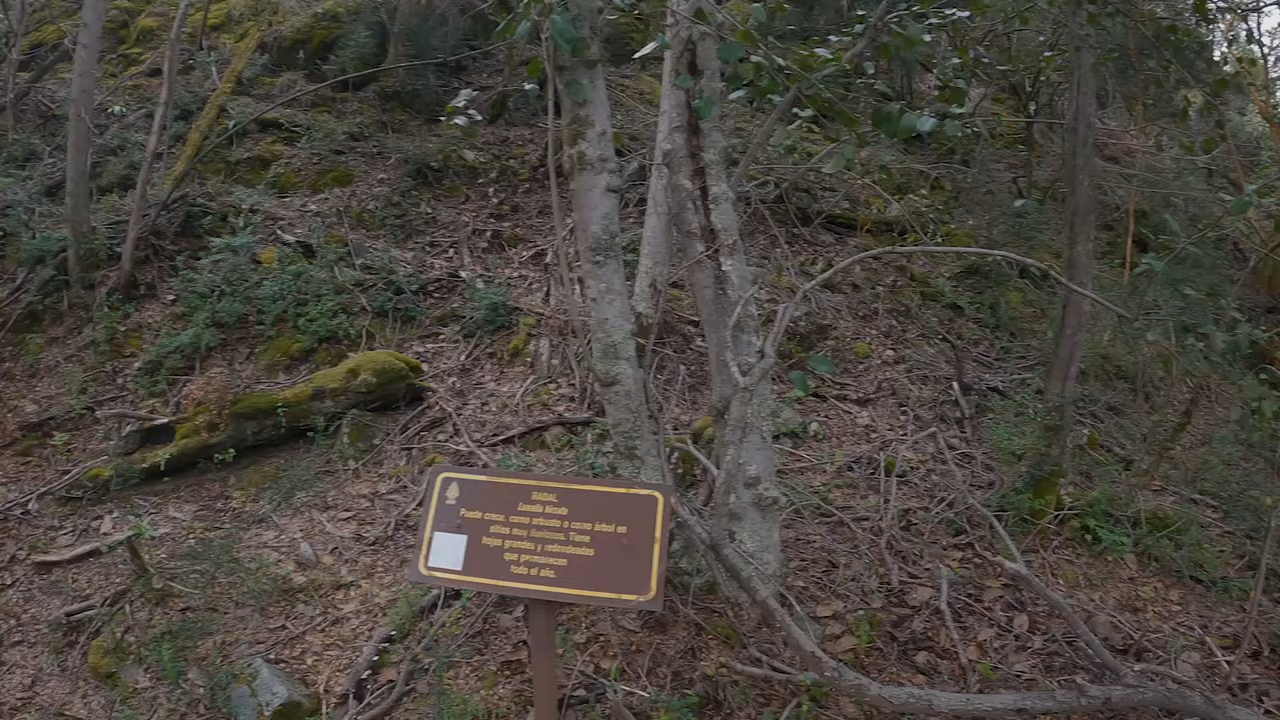 RADAL
Lomatia hirsuta
Puede crecer como arbusto o como árbol en
sitios muy lluviosos. Tiene
hojas grandes y redondeadas
que permanecen
todo el año.